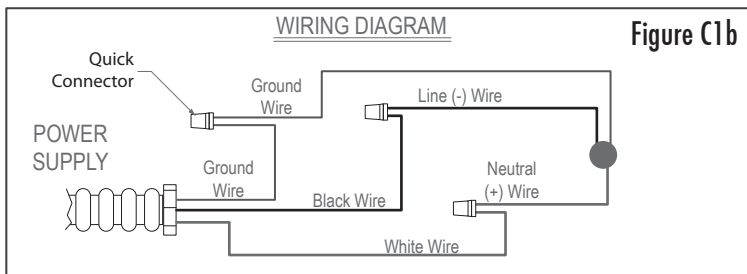 WIRING DIAGRAM
Figure C1b
Quick
Connector
Ground
Wire
Line (-) Wire
POWER
SUPPLY
Ground
Wire
Neutral
(+) Wire
Black Wire
White Wire